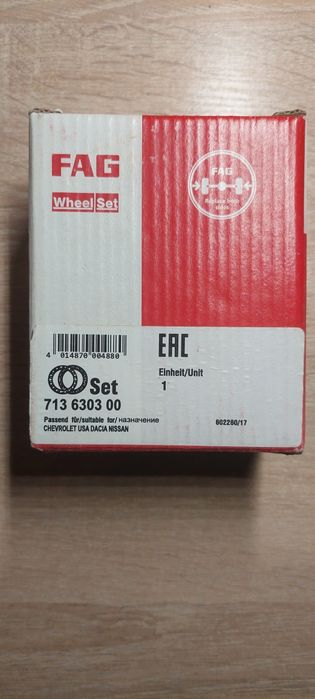 FAG
Wheel Set
FAG
Replace both
sides
4 014870 004880
EAC
Einheit/Unit
1
Set
713 6303 00
Passend für/suitable for/ назначение
CHEVROLET USA DACIA NISSAN
602280/17